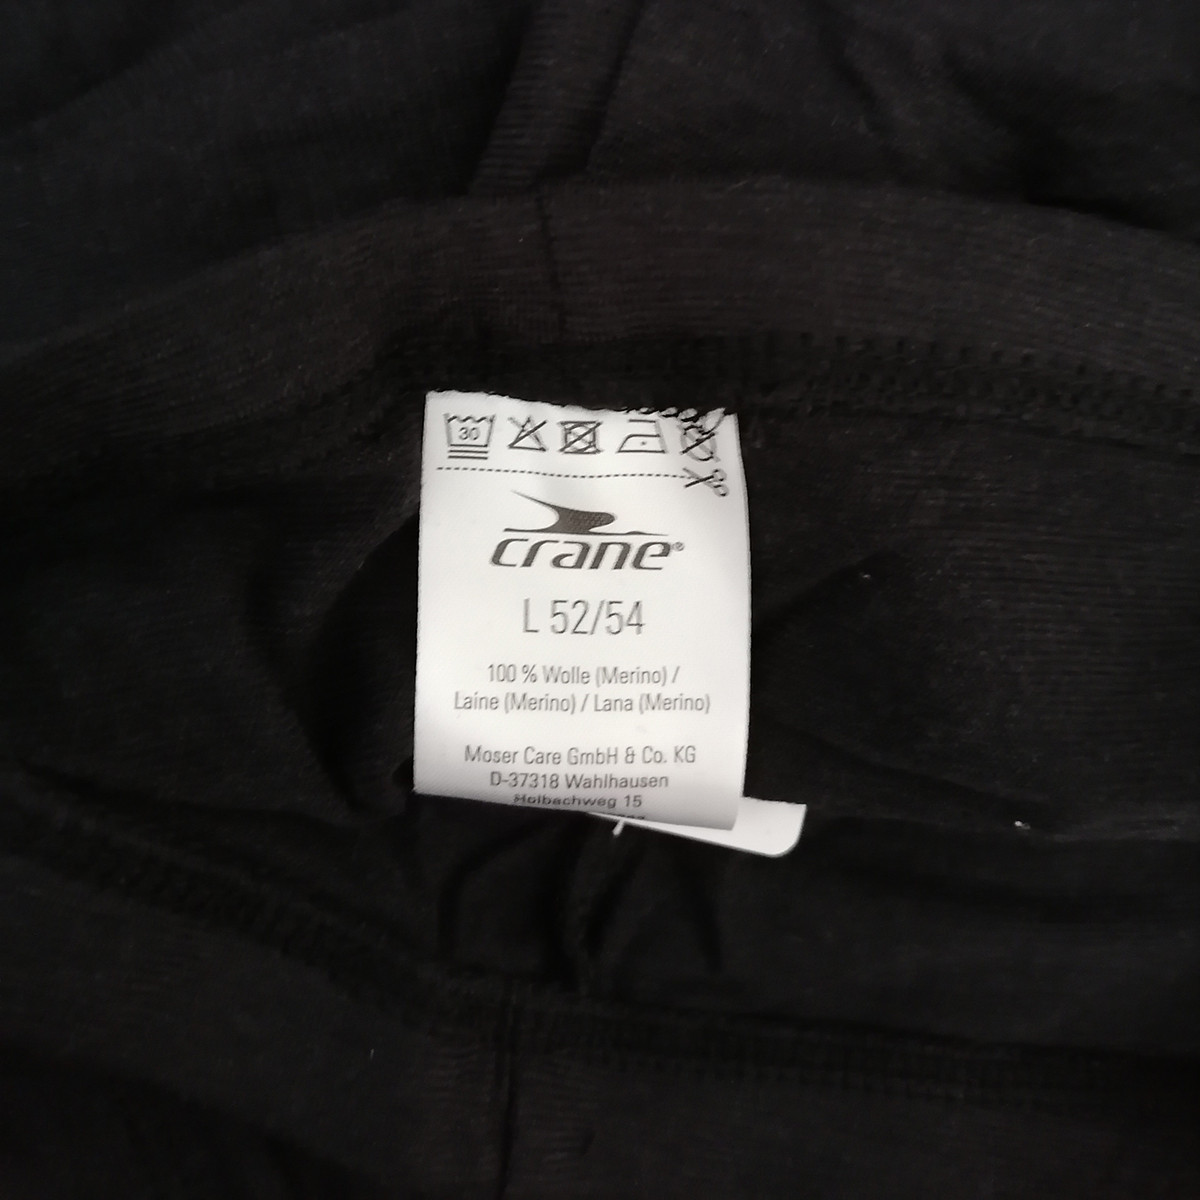 30
crane®
L 52/54
100 % Wolle (Merino) /
Laine (Merino) / Lana (Merino)
Moser Care GmbH & Co. KG
D-37318 Wahlhausen
Holbachweg 15